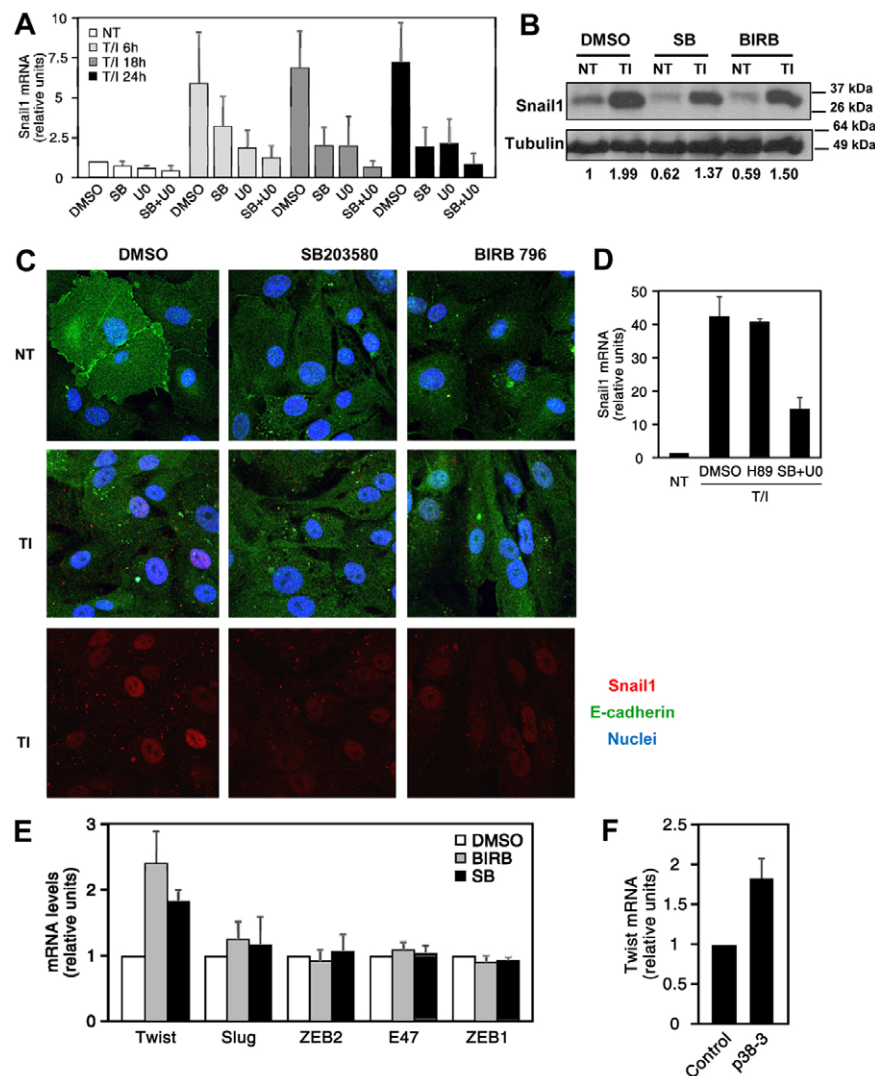 A
Snail1 mRNA
(relative units)
10
7.5
5
2.5
0
NT
T/I 6h
T/I 18h
T/I 24h
DMSO
SB
U0
SB+U0
DMSO
SB
U0
SB+U0
DMSO
SB
U0
SB+U0
DMSO
SB
U0
SB+U0
B
DMSO SB BIRB
NT TI NT TI NT TI
Snail1
37 kDa
26 kDa
64 kDa
Tubulin
49 kDa
1 1.99 0.62 1.37 0.59 1.50
C
DMSO SB203580 BIRB 796
NT
TI
TI
Snail1
E-cadherin
Nuclei
D
Snail1 mRNA
(relative units)
50
40
30
20
10
0
NT
DMSO H89 SB+U0
T/I
E
mRNA levels
(relative units)
3
2
1
0
DMSO
BIRB
SB
Twist Slug ZEB2 E47 ZEB1
F
Twist mRNA
(relative units)
2.5
2
1.5
1
0.5
0
Control
p38-3